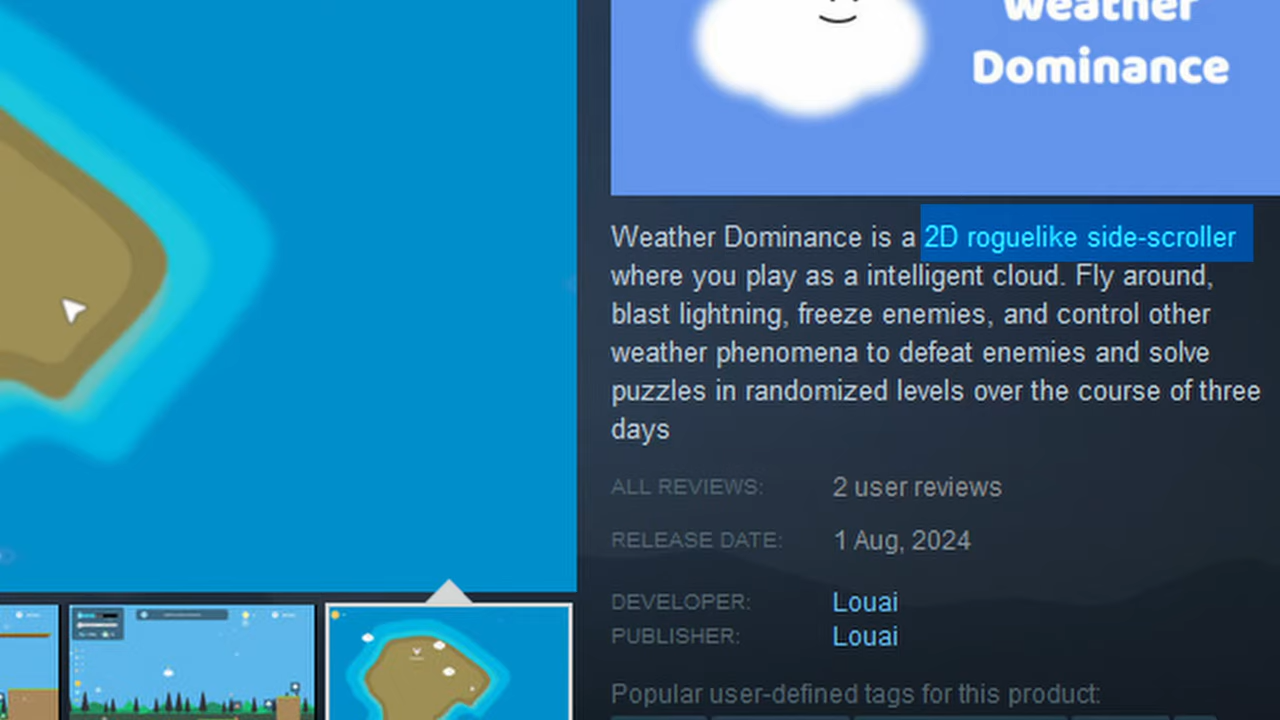 Weather
Dominance
Weather Dominance is a 2D roguelike side-scroller
where you play as a intelligent cloud. Fly around,
blast lightning, freeze enemies, and control other
weather phenomena to defeat enemies and solve
puzzles in randomized levels over the course of three
days
ALL REVIEWS: 2 user reviews
RELEASE DATE: 1 Aug, 2024
DEVELOPER: Louai
PUBLISHER: Louai
Popular user-defined tags for this product: